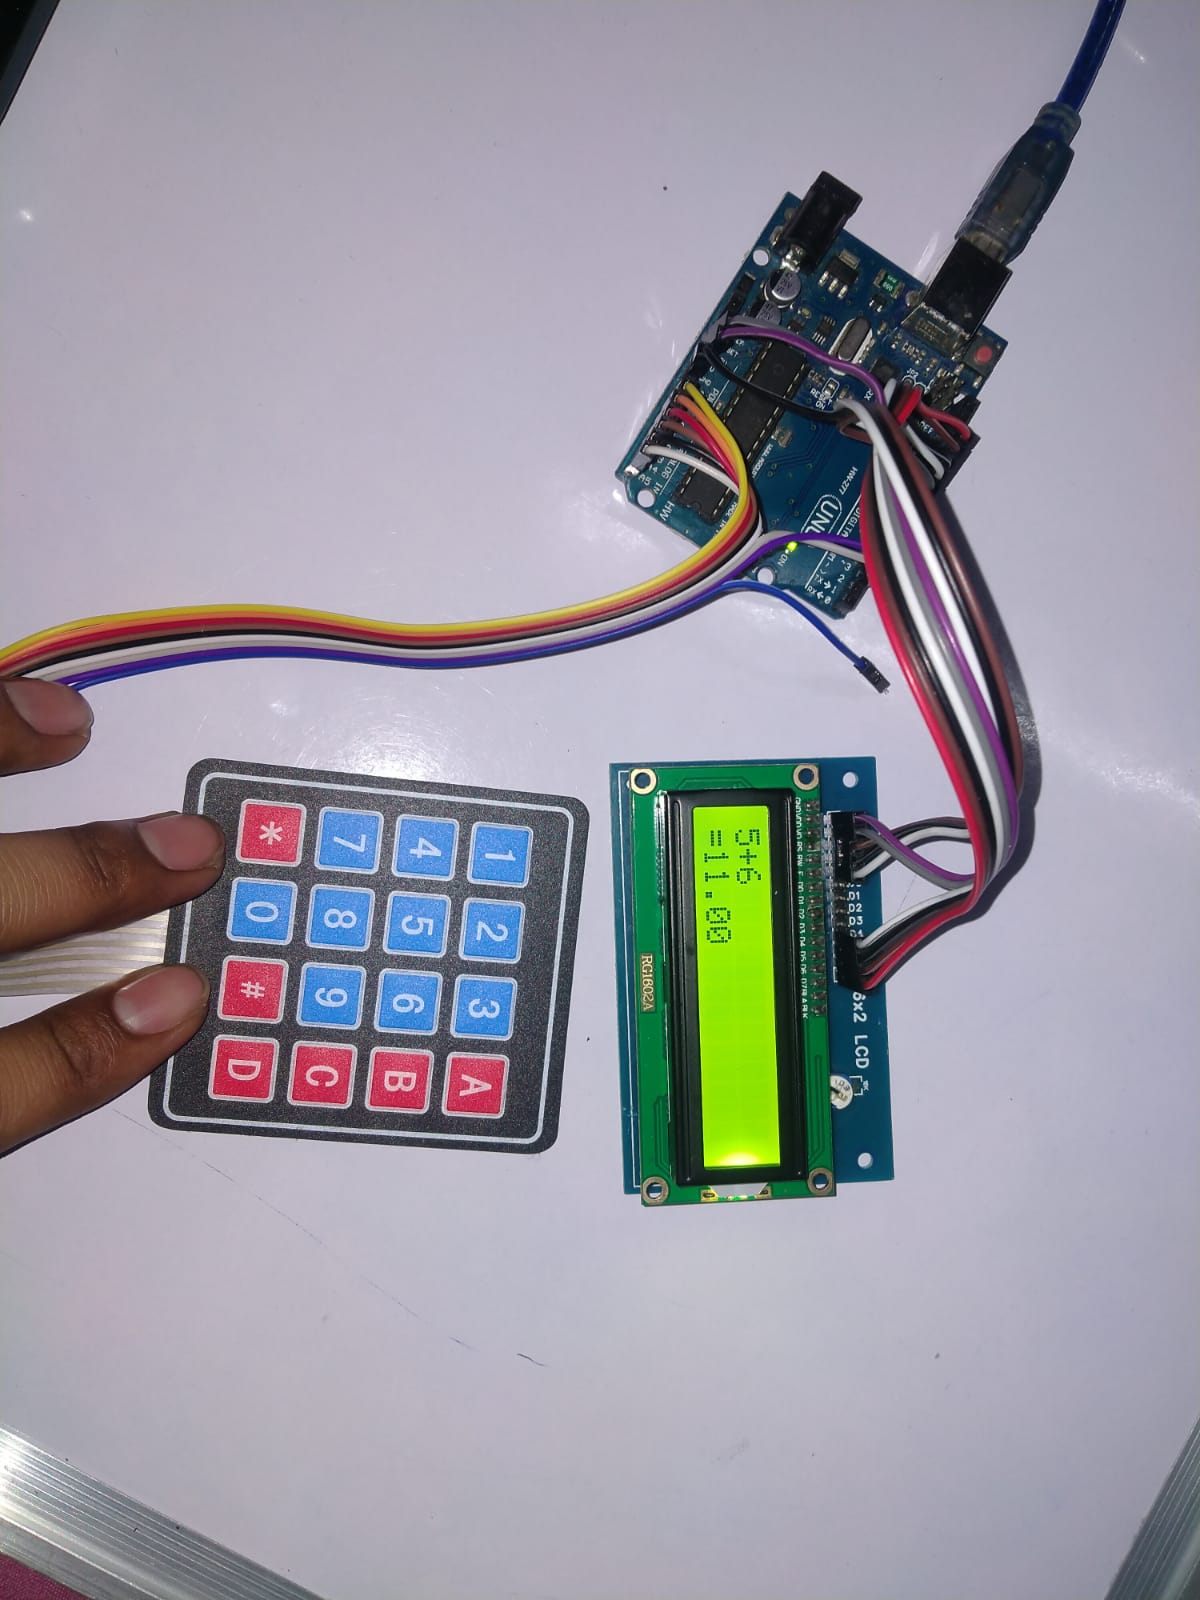 HW-277
UNO
ON
6x2 LCD
D1
D2
D3
D4
GND VDD VO RS RW E D0 D1 D2 D3 D4 D5 D6 D7 BLA BLK
5+6
=11.00
RG1602A
HW
1 2 3 A
4 5 6 B
7 8 9 C
* 0 # D